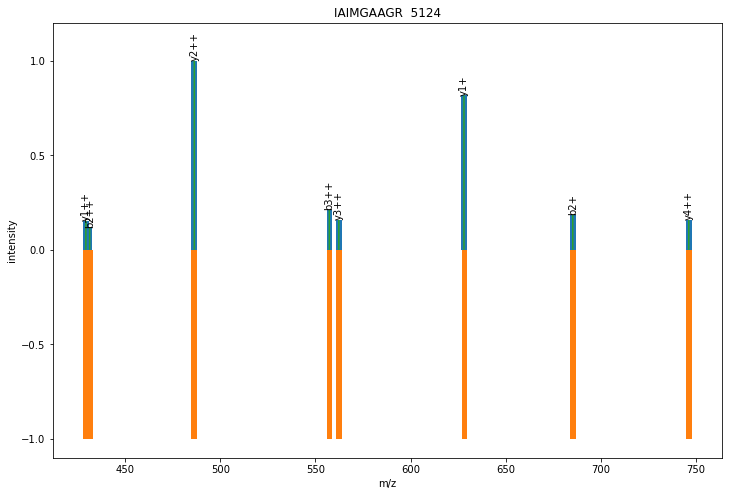 IAIMGAAGR 5124
y1++
b2++
y2++
b3++
y3++
y1+
b2+
y4++
1.0
0.5
0.0
−0.5
−1.0
intensity
450 500 550 600 650 700 750
m/z